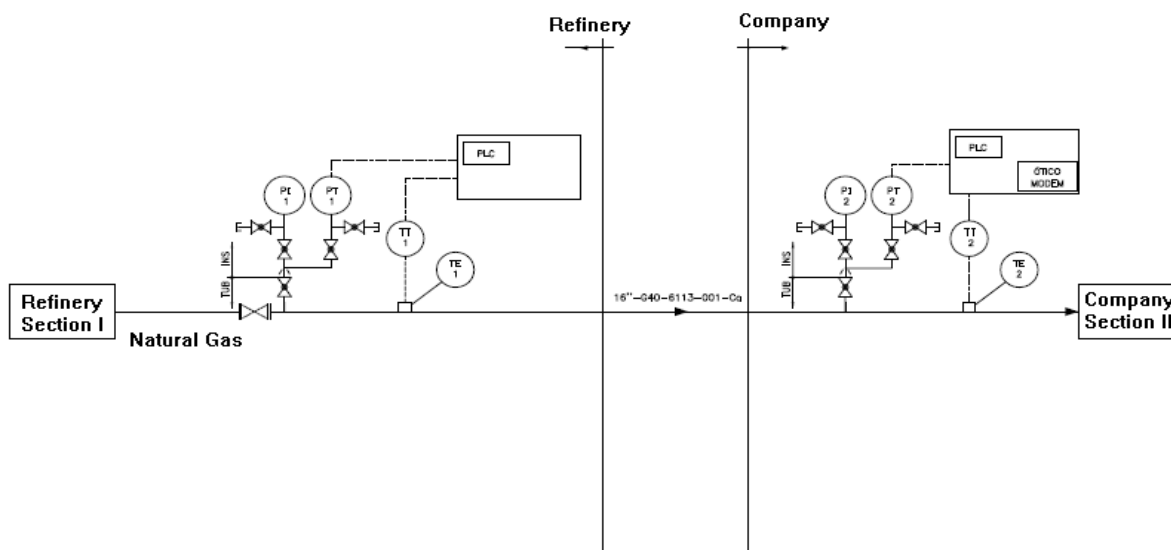 Refinery
Company
PLC
PLC
ÓTICO
MODEM
PI
1
PT
1
PI
2
PT
2
TT
1
TE
1
TT
2
TE
2
INS
TUB
INS
TUB
16"-G40-6113-001-Ca
Refinery
Section I
Natural Gas
Company
Section II